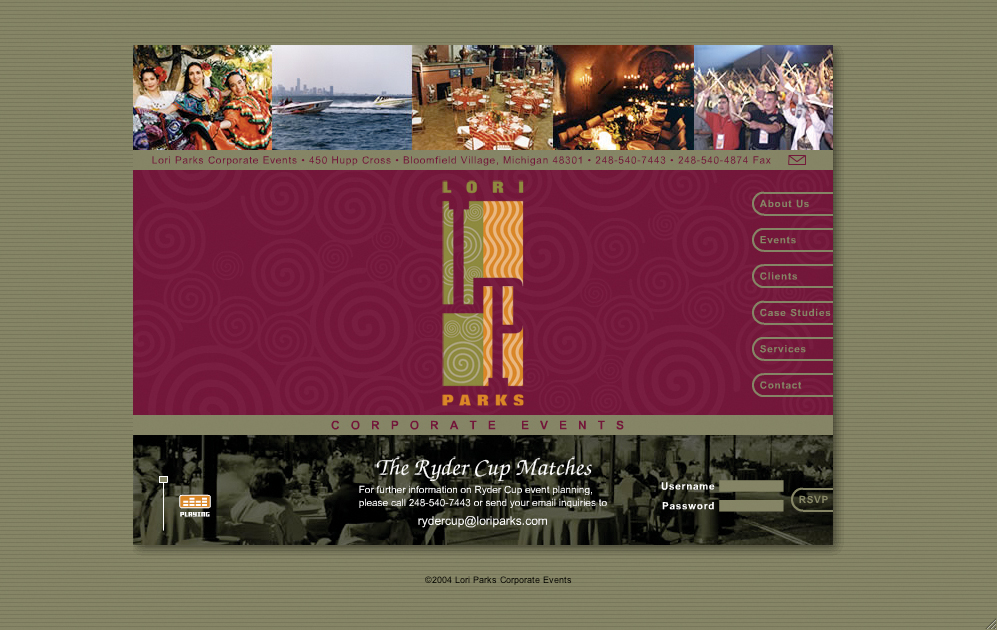 Lori Parks Corporate Events • 450 Hupp Cross • Bloomfield Village, Michigan 48301 • 248-540-7443 • 248-540-4874 Fax
LORI
PARKS
About Us
Events
Clients
Case Studies
Services
Contact
CORPORATE EVENTS
The Ryder Cup Matches
For further information on Ryder Cup event planning,
please call 248-540-7443 or send your email inquiries to
rydercup@loriparks.com
PLAYING
Username
Password
RSVP
©2004 Lori Parks Corporate Events